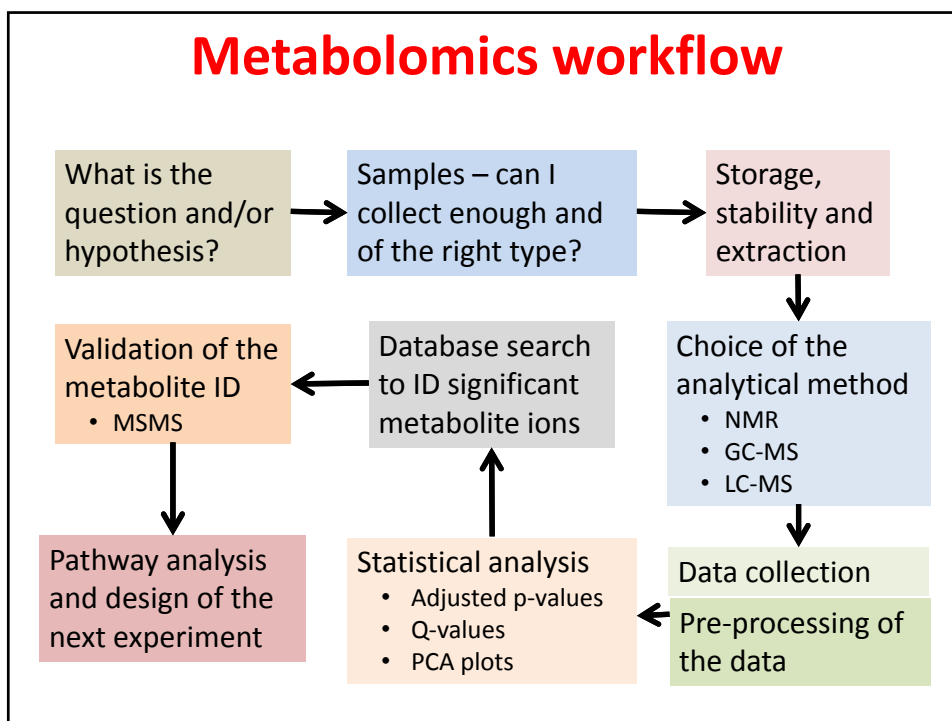 Metabolomics workflow
What is the
question and/or
hypothesis?
Samples – can I
collect enough and
of the right type?
Storage,
stability and
extraction
Choice of the
analytical method
• NMR
• GC-MS
• LC-MS
Data collection
Pre-processing of
the data
Statistical analysis
• Adjusted p-values
• Q-values
• PCA plots
Database search
to ID significant
metabolite ions
Validation of the
metabolite ID
• MSMS
Pathway analysis
and design of the
next experiment